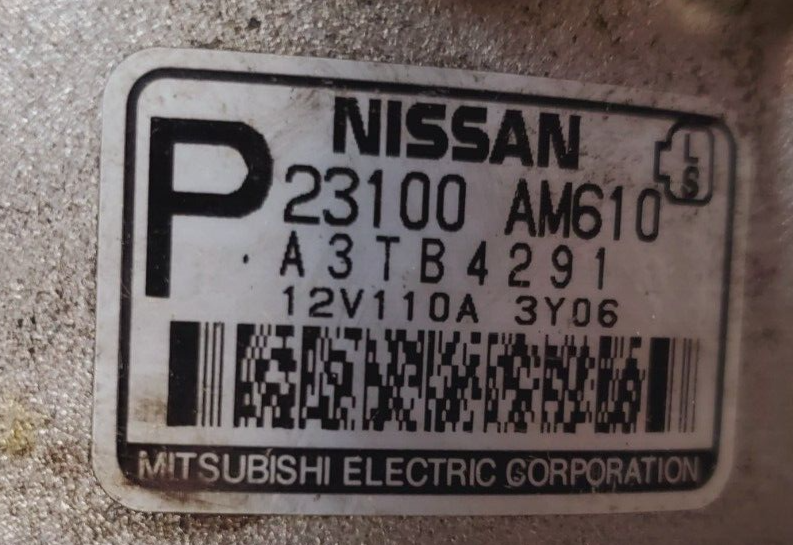 NISSAN
P
23100 AM610
L
S
A3TB4291
12V110A 3Y06
MITSUBISHI ELECTRIC CORPORATION